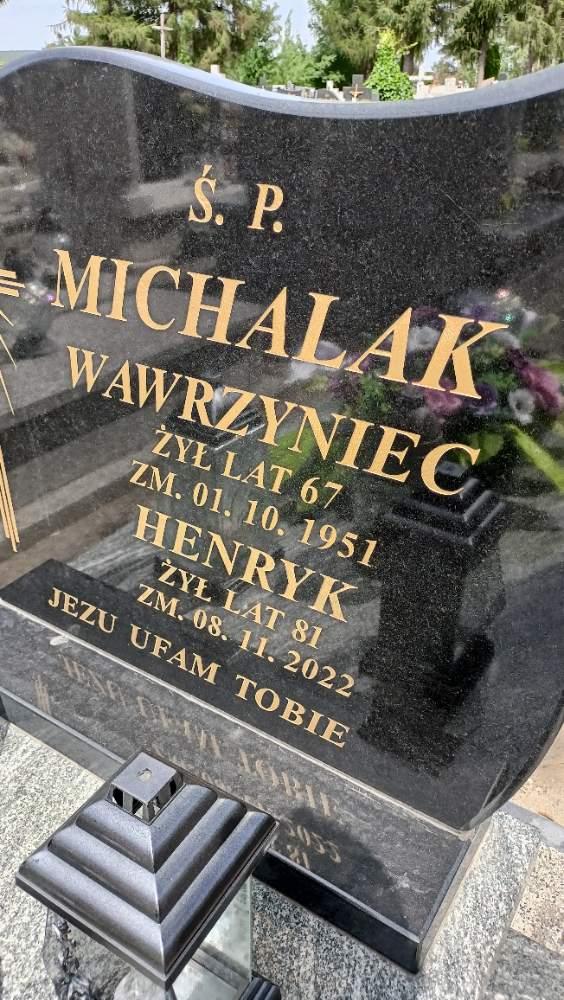 Ś. P.
MICHALAK
WAWRZYNIEC
ŻYŁ LAT 67
ZM. 01. 10. 1951
HENRYK
ŻYŁ LAT 81
ZM. 08. 11. 2022
JEZU UFAM TOBIE